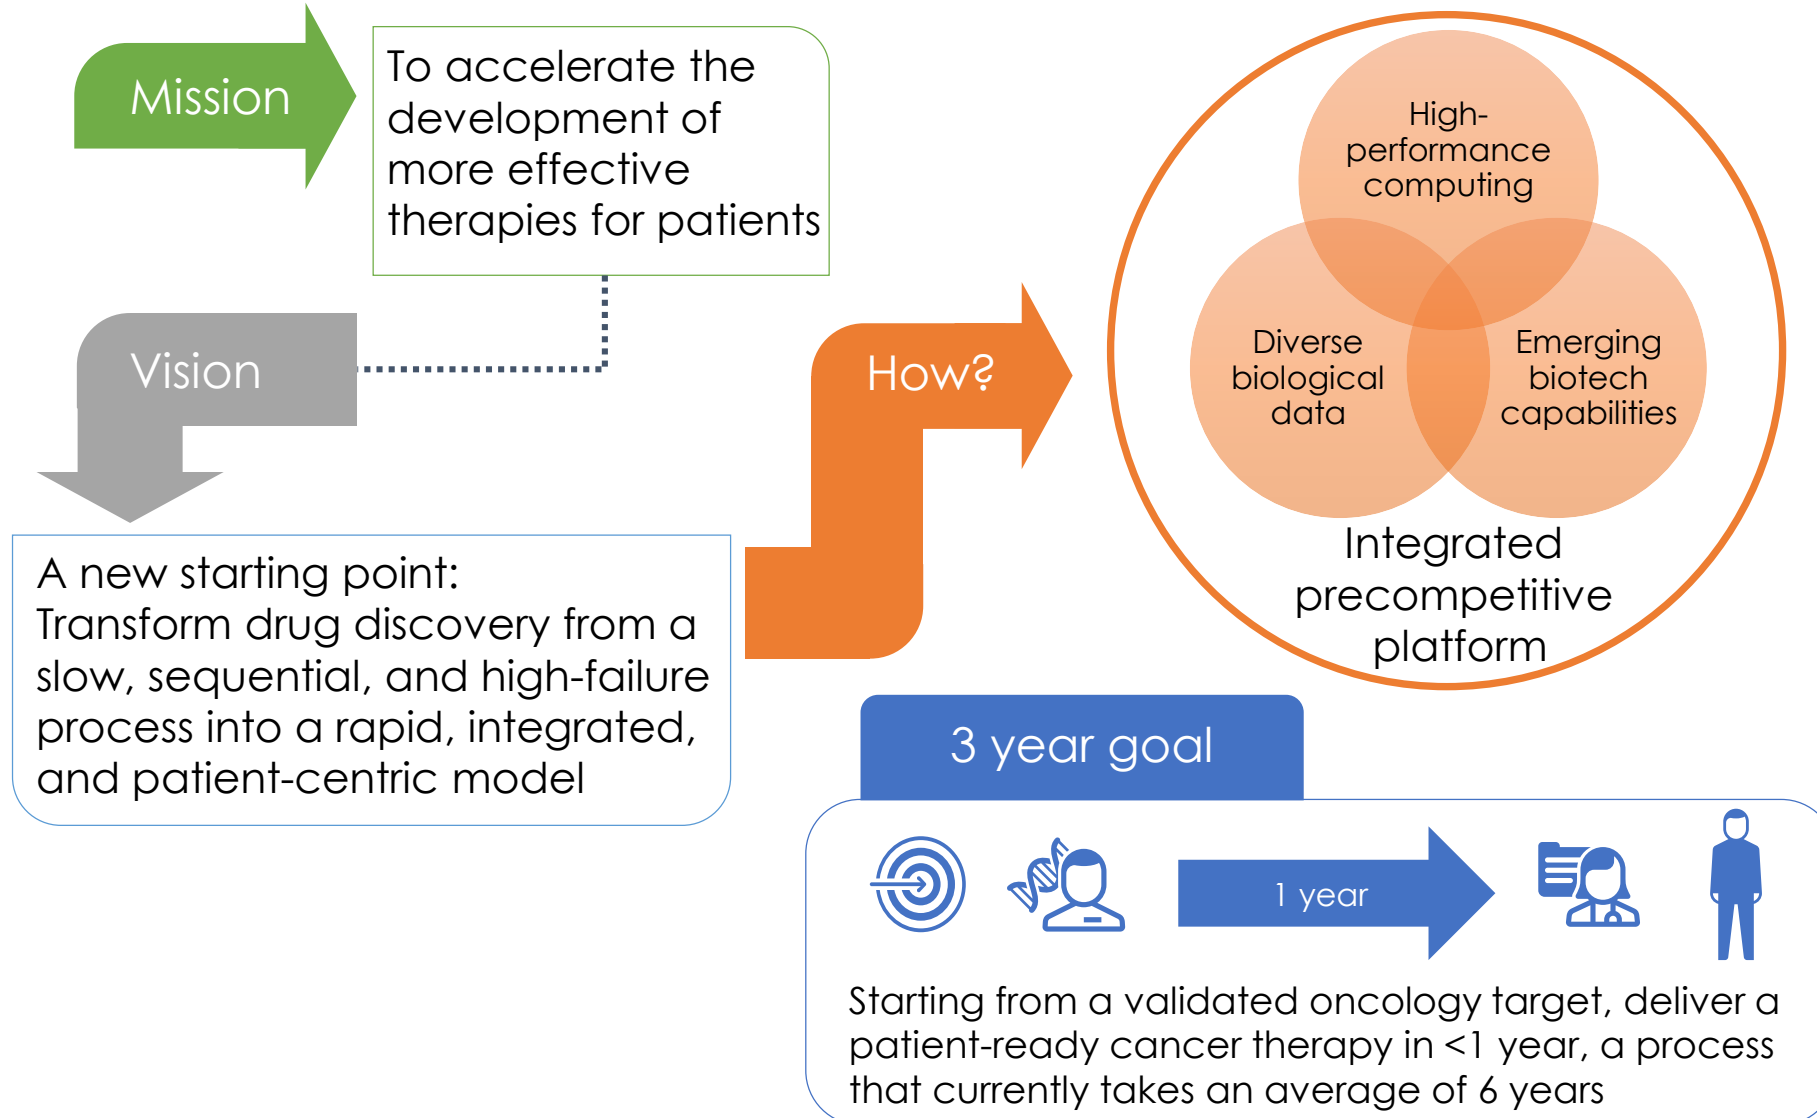 Mission
To accelerate the
development of
more effective
therapies for patients
Vision
A new starting point:
Transform drug discovery from a
slow, sequential, and high-failure
process into a rapid, integrated,
and patient-centric model
How?
High-
performance
computing
Diverse
biological
data
Emerging
biotech
capabilities
Integrated
precompetitive
platform
3 year goal
1 year
Starting from a validated oncology target, deliver a
patient-ready cancer therapy in <1 year, a process
that currently takes an average of 6 years